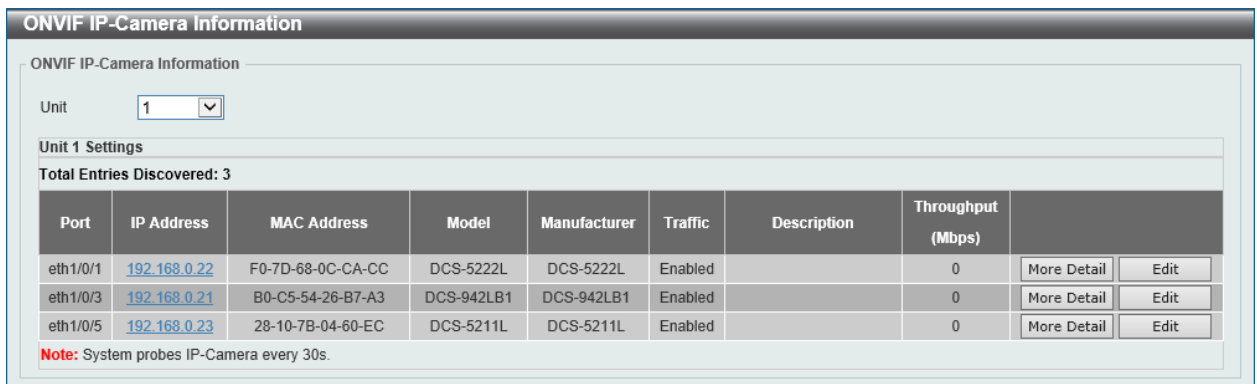 ONVIF IP-Camera Information
ONVIF IP-Camera Information
Unit 1
Unit 1 Settings
Total Entries Discovered: 3
Port IP Address MAC Address Model Manufacturer Traffic Description Throughput (Mbps)
eth1/0/1 192.168.0.22 F0-7D-68-0C-CA-CC DCS-5222L DCS-5222L Enabled 0 More Detail Edit
eth1/0/3 192.168.0.21 B0-C5-54-26-B7-A3 DCS-942LB1 DCS-942LB1 Enabled 0 More Detail Edit
eth1/0/5 192.168.0.23 28-10-7B-04-60-EC DCS-5211L DCS-5211L Enabled 0 More Detail Edit
Note: System probes IP-Camera every 30s.